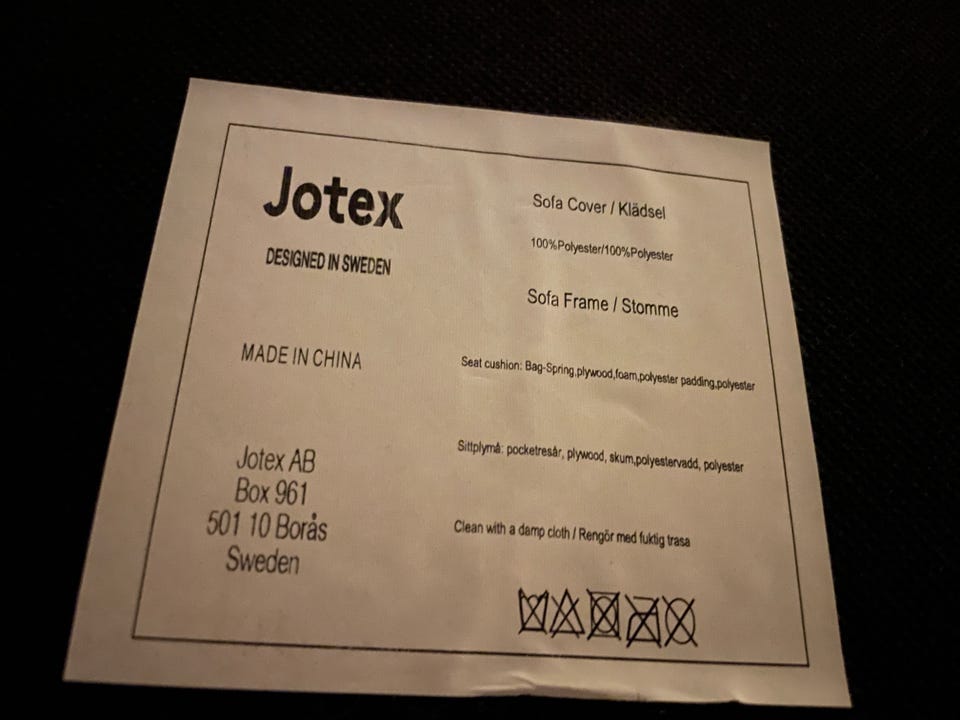 Jotex
DESIGNED IN SWEDEN
MADE IN CHINA
Jotex AB
Box 961
501 10 Borås
Sweden
Sofa Cover / Klädsel
100%Polyester/100%Polyester
Sofa Frame / Stomme
Seat cushion: Bag-Spring,plywood,foam,polyester padding,polyester
Sittplymå: pocketresår, plywood, skum,polyestervadd, polyester
Clean with a damp cloth / Rengör med fuktig trasa